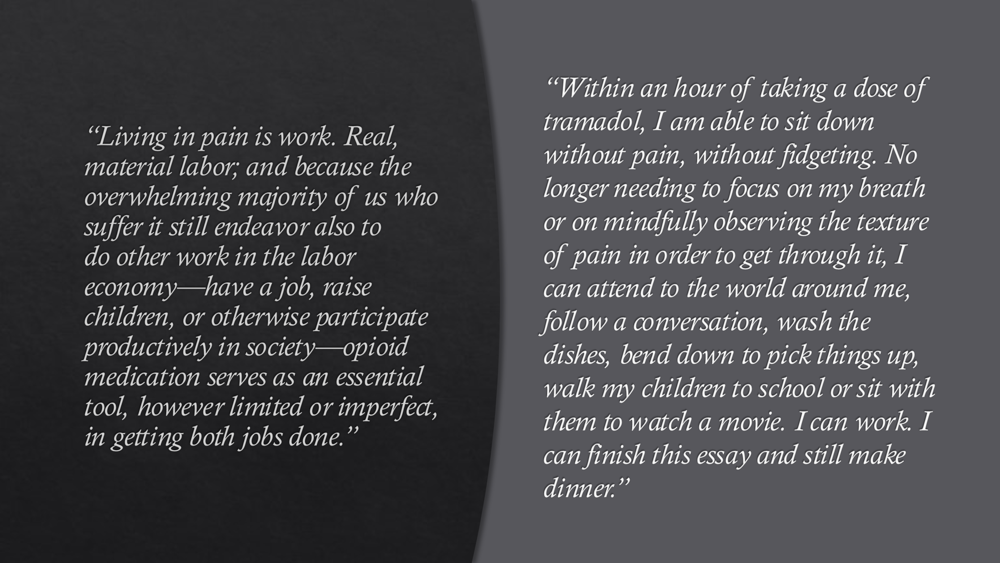 “Living in pain is work. Real,
material labor; and because the
overwhelming majority of us who
suffer it still endeavor also to
do other work in the labor
economy—have a job, raise
children, or otherwise participate
productively in society—opioid
medication serves as an essential
tool, however limited or imperfect,
in getting both jobs done.”
“Within an hour of taking a dose of
tramadol, I am able to sit down
without pain, without fidgeting. No
longer needing to focus on my breath
or on mindfully observing the texture
of pain in order to get through it, I
can attend to the world around me,
follow a conversation, wash the
dishes, bend down to pick things up,
walk my children to school or sit with
them to watch a movie. I can work. I
can finish this essay and still make
dinner.”